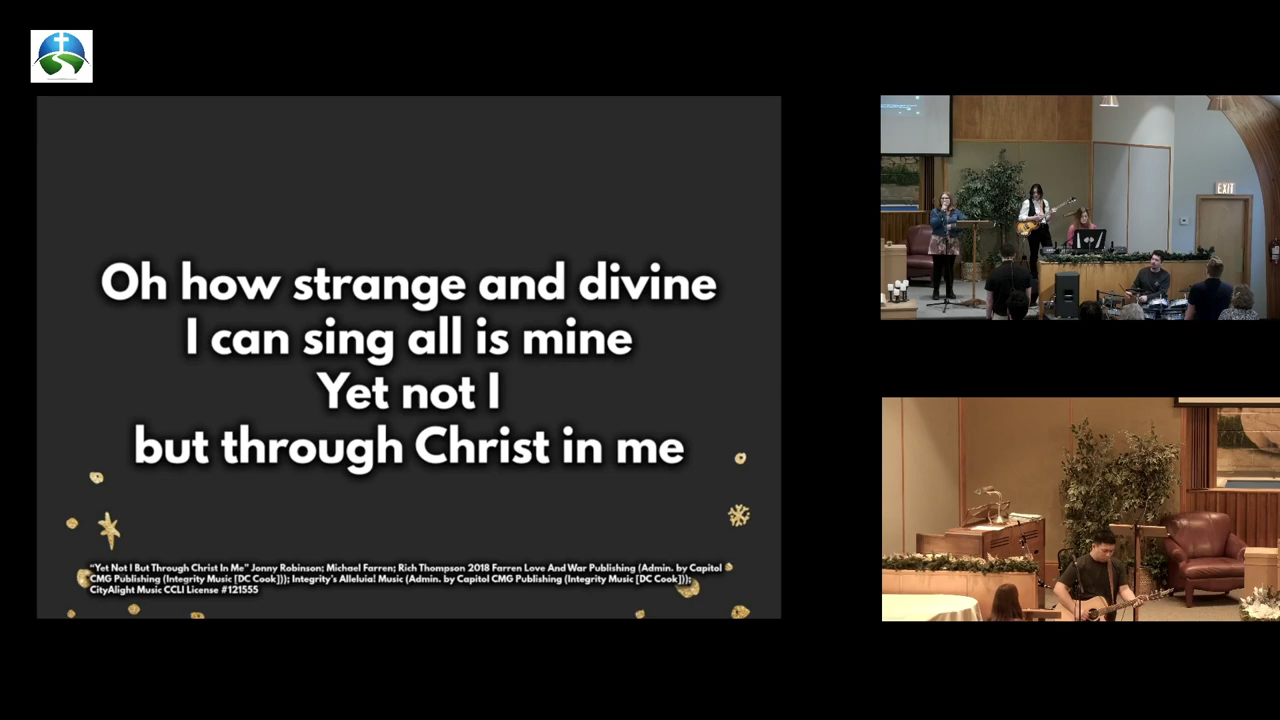 Oh how strange and divine
I can sing all is mine
Yet not I
but through Christ in me
"Yet Not I But Through Christ In Me" Jonny Robinson; Michael Farren; Rich Thompson 2018 Farren Love And War Publishing (Admin. by Capitol
CMG Publishing (Integrity Music [DC Cook])); Integrity's Alleluia! Music (Admin. by Capitol CMG Publishing (Integrity Music [DC Cook]));
CityAlight Music CCLI License #121555
EXIT